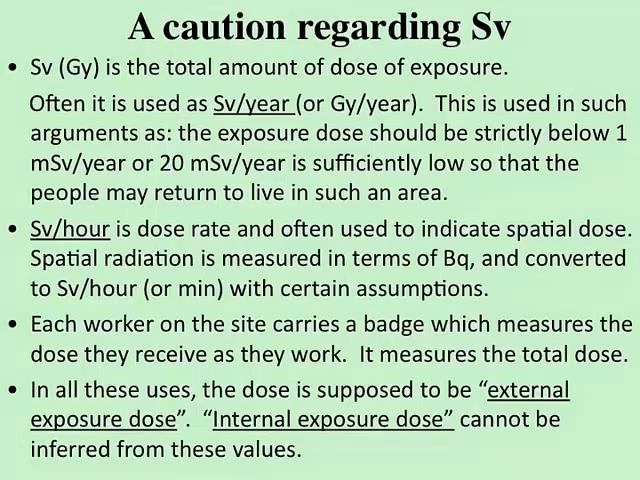 A caution regarding Sv
• Sv (Gy) is the total amount of dose of exposure.
Often it is used as Sv/year (or Gy/year). This is used in such
arguments as: the exposure dose should be strictly below 1
mSv/year or 20 mSv/year is sufficiently low so that the
people may return to live in such an area.
• Sv/hour is dose rate and often used to indicate spatial dose.
Spatial radiation is measured in terms of Bq, and converted
to Sv/hour (or min) with certain assumptions.
• Each worker on the site carries a badge which measures the
dose they receive as they work. It measures the total dose.
• In all these uses, the dose is supposed to be “external
exposure dose”. “Internal exposure dose” cannot be
inferred from these values.